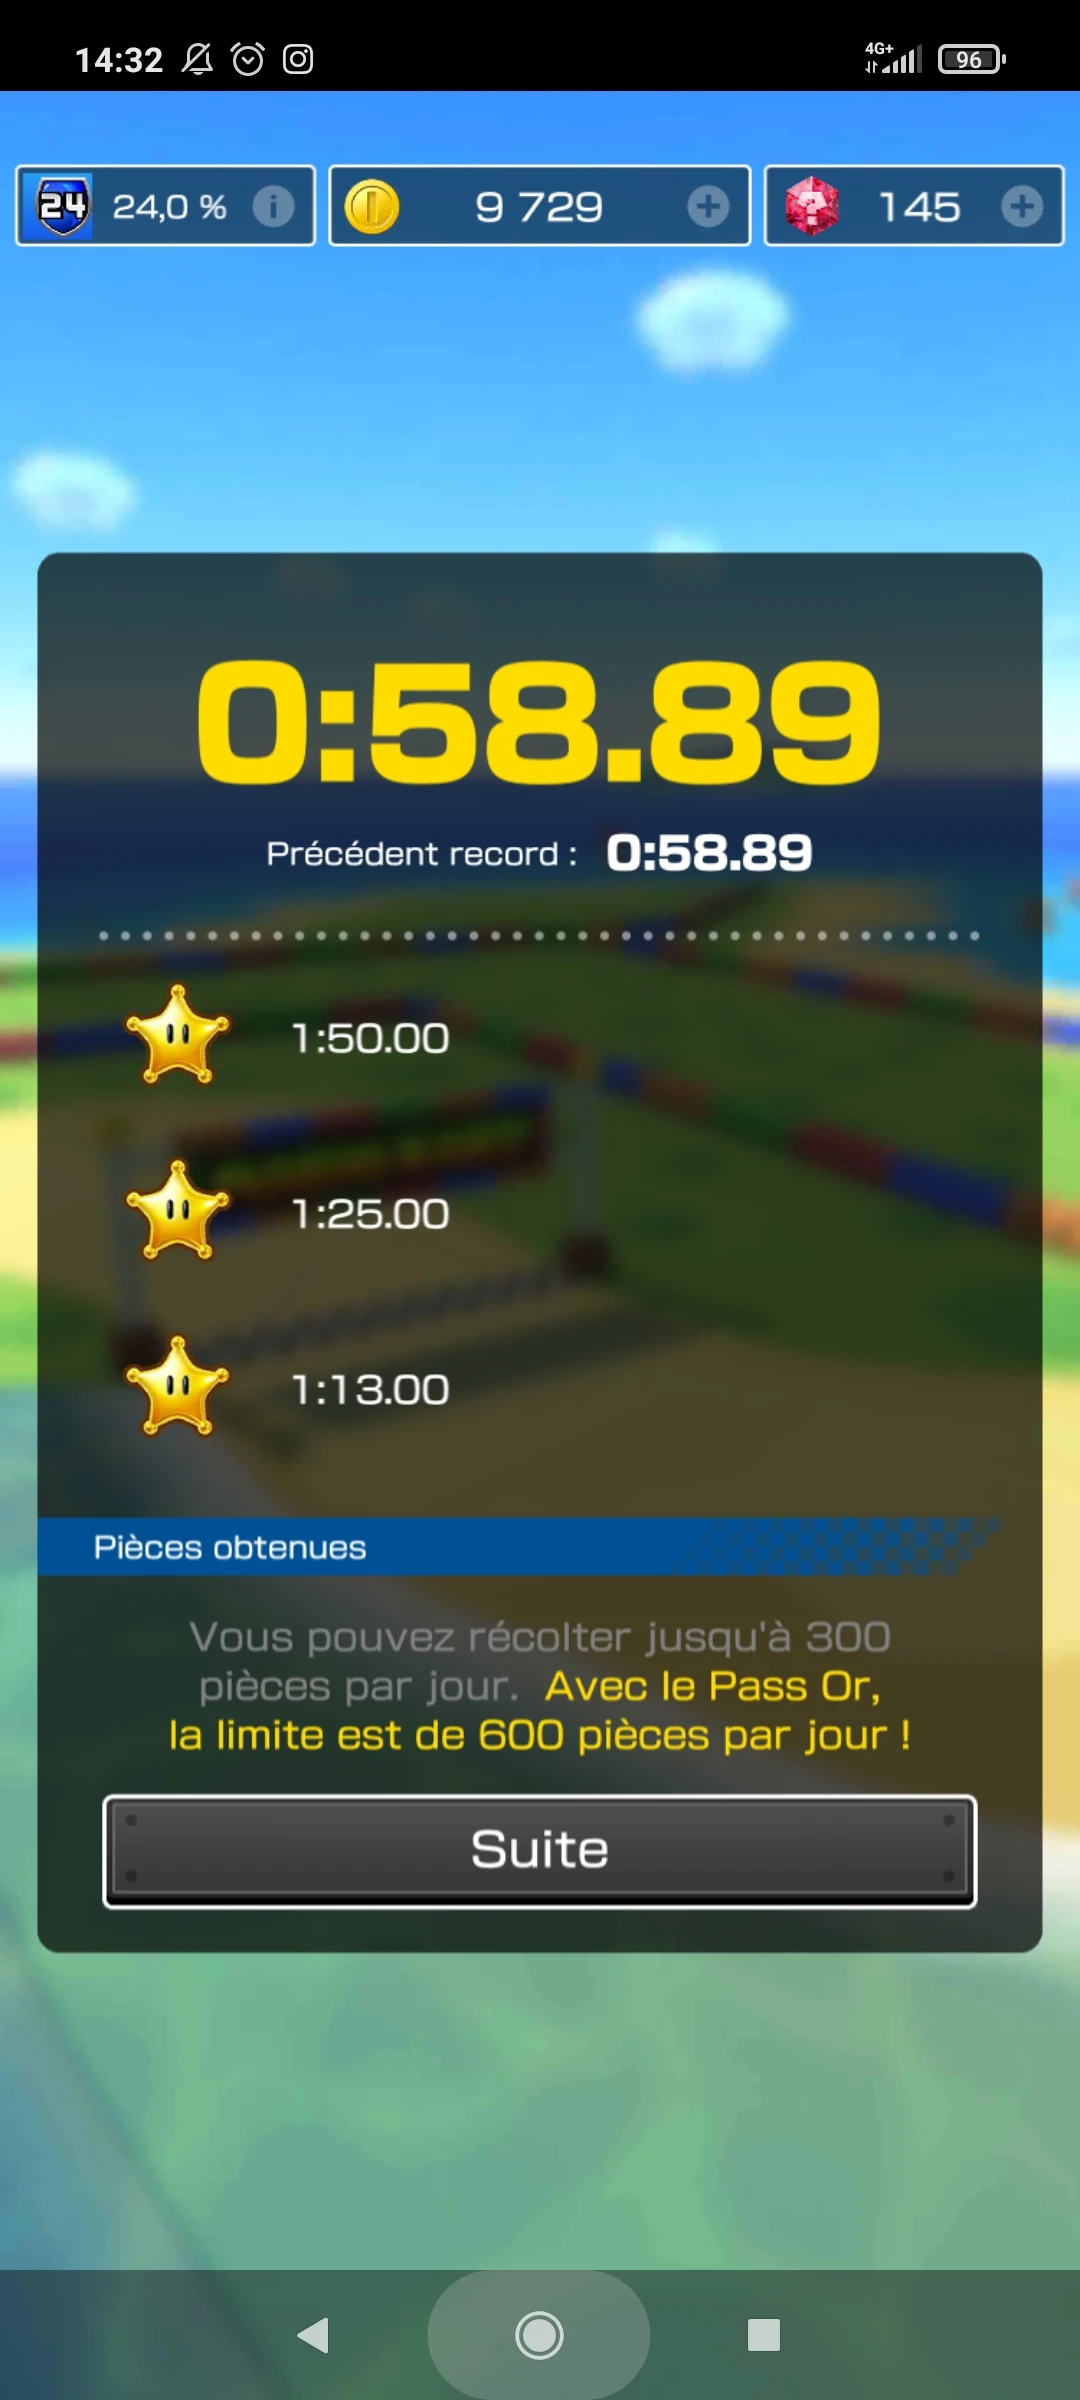 14:32
4G+
96
24
24,0 %
9 729
145
0:58.89
Précédent record : 0:58.89
1:50.00
1:25.00
1:13.00
Pièces obtenues
Vous pouvez récolter jusqu'à 300
pièces par jour. Avec le Pass Or,
la limite est de 600 pièces par jour !
Suite